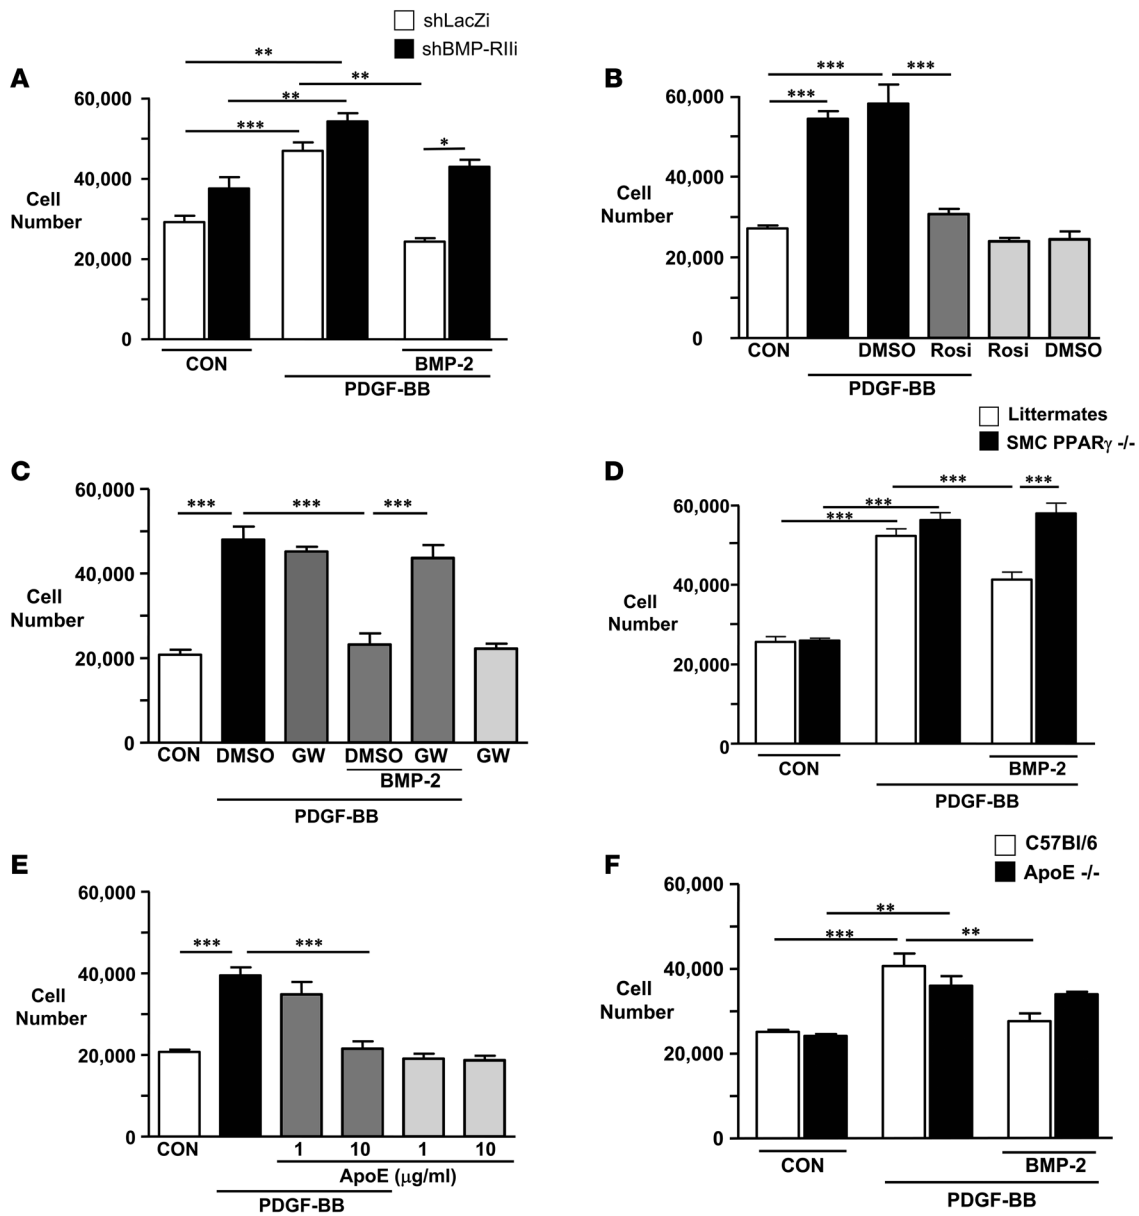 shLacZi
shBMP-RIIi
A
**
**
**
***
*
60,000
40,000
20,000
0
Cell
Number
CON
BMP-2
PDGF-BB
B
***
***
***
60,000
40,000
20,000
0
Cell
Number
CON
DMSO
Rosi
Rosi
DMSO
PDGF-BB
C
***
***
***
60,000
40,000
20,000
0
Cell
Number
CON
DMSO
GW
DMSO
GW
GW
BMP-2
PDGF-BB
Littermates
SMC PPARγ -/-
D
***
***
***
***
60,000
40,000
20,000
0
Cell
Number
CON
BMP-2
PDGF-BB
E
***
***
60,000
40,000
20,000
0
Cell
Number
CON
1
10
1
10
ApoE (μg/ml)
PDGF-BB
C57Bl/6
ApoE -/-
F
**
***
**
60,000
40,000
20,000
0
Cell
Number
CON
BMP-2
PDGF-BB